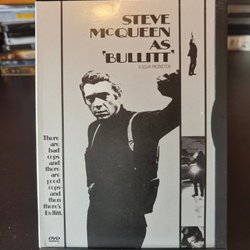 STEVE
McQUEEN
AS
'BULLITT'
A SOLAR PRODUCTION
There
are bad
cops and
there are
good
cops–
and then
there's
Bullitt.
DVD